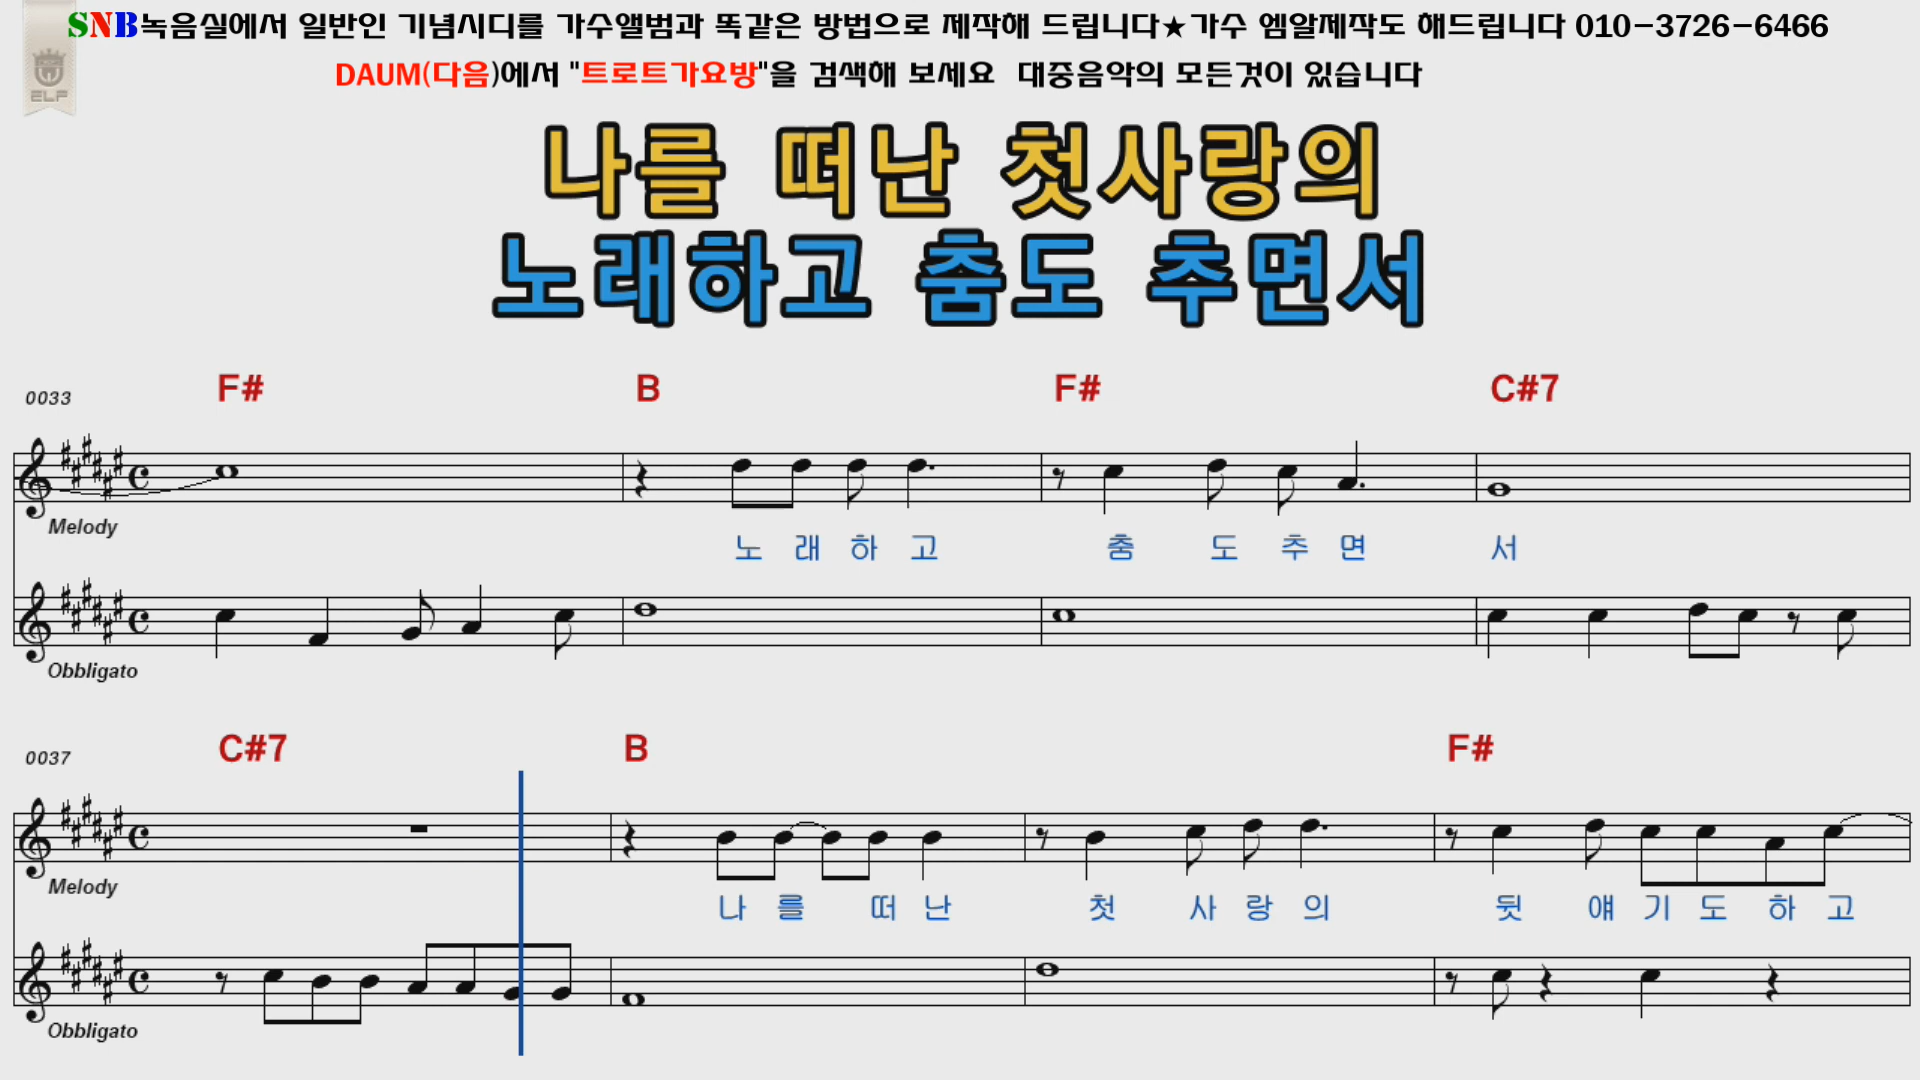 SNB녹음실에서 일반인 기념시디를 가수앨범과 똑같은 방법으로 제작해 드립니다★가수 엠알제작도 해드립니다 010-3726-6466
DAUM(다음)에서 "트로트가요방"을 검색해 보세요 대중음악의 모든것이 있습니다
ELF
나를 떠난 첫사랑의
노래하고 춤도 추면서
0033 F# B F# C#7
Melody
노 래 하 고 춤 도 추 면 서
Obbligato
0037 C#7 B F#
Melody
나 를 떠 난 첫 사 랑 의 뒷 얘 기 도 하 고
Obbligato